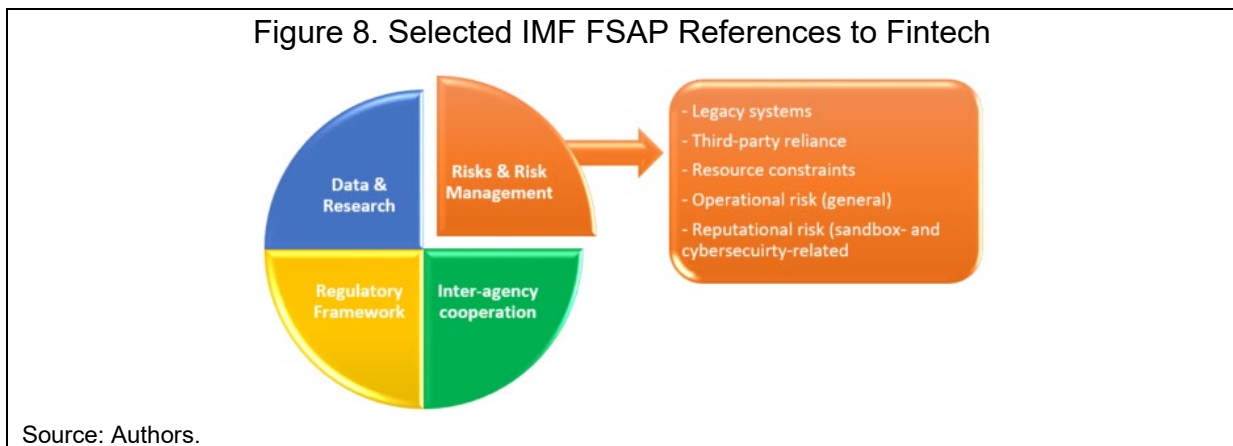 Figure 8. Selected IMF FSAP References to Fintech
Data &
Research
Risks & Risk
Management
Regulatory
Framework
Inter-agency
cooperation
- Legacy systems
- Third-party reliance
- Resource constraints
- Operational risk (general)
- Reputational risk (sandbox- and
cybersecuirty-related
Source: Authors.